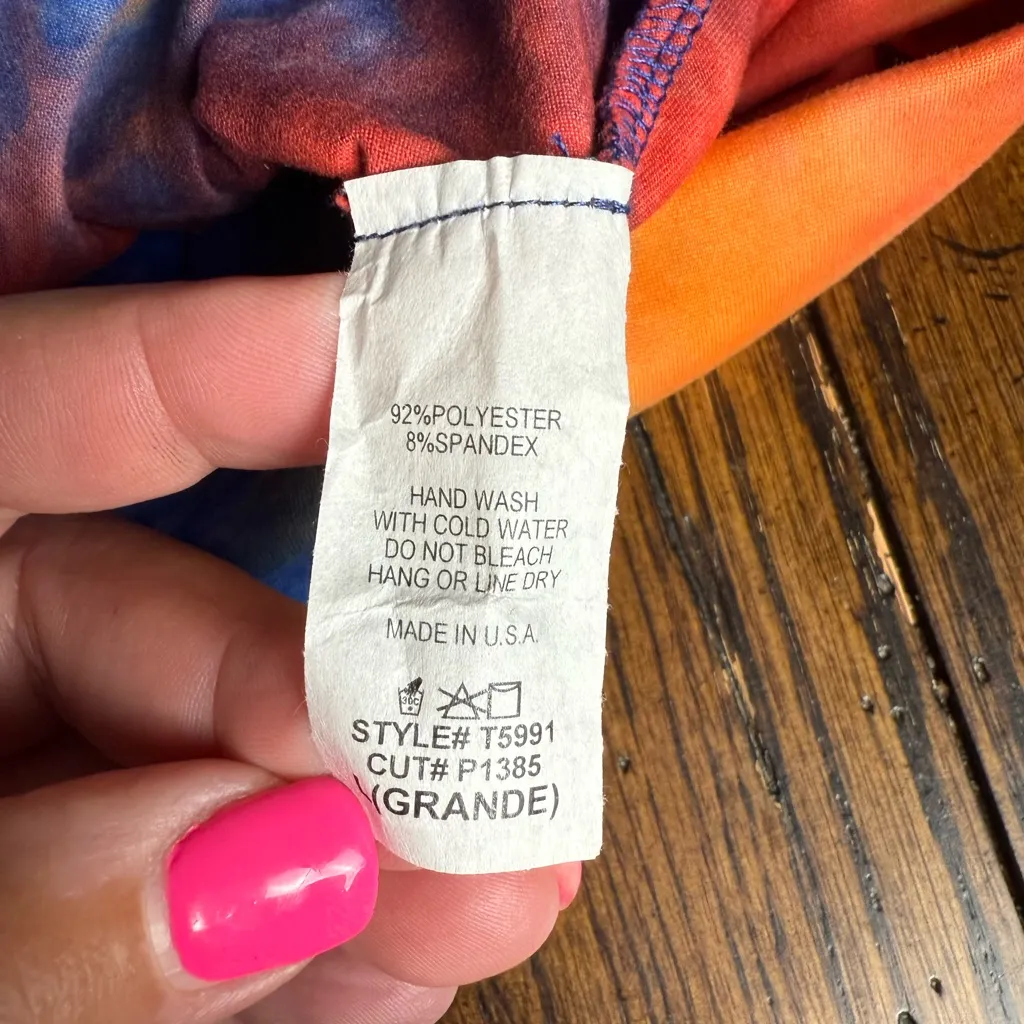 92%POLYESTER
8%SPANDEX
HAND WASH
WITH COLD WATER
DO NOT BLEACH
HANG OR LINE DRY
MADE IN U.S.A.
30C
STYLE# T5991
CUT# P1385
(GRANDE)